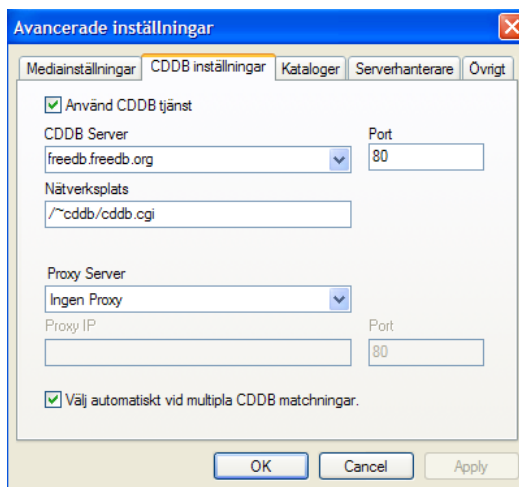 Avancerade inställningar
Mediainställningar CDDB inställningar Kataloger Serverhanterare Övrigt
Använd CDDB tjänst
CDDB Server Port
freedb.freedb.org 80
Nätverksplats
/~cddb/cddb.cgi
Proxy Server
Ingen Proxy
Proxy IP Port
80
Välj automatiskt vid multipla CDDB matchningar.
OK Cancel Apply